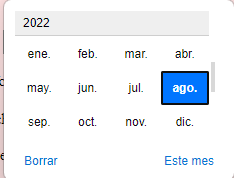 2022
ene. feb. mar. abr.
may. jun. jul. ago.
sep. oct. nov. dic.
Borrar Este mes